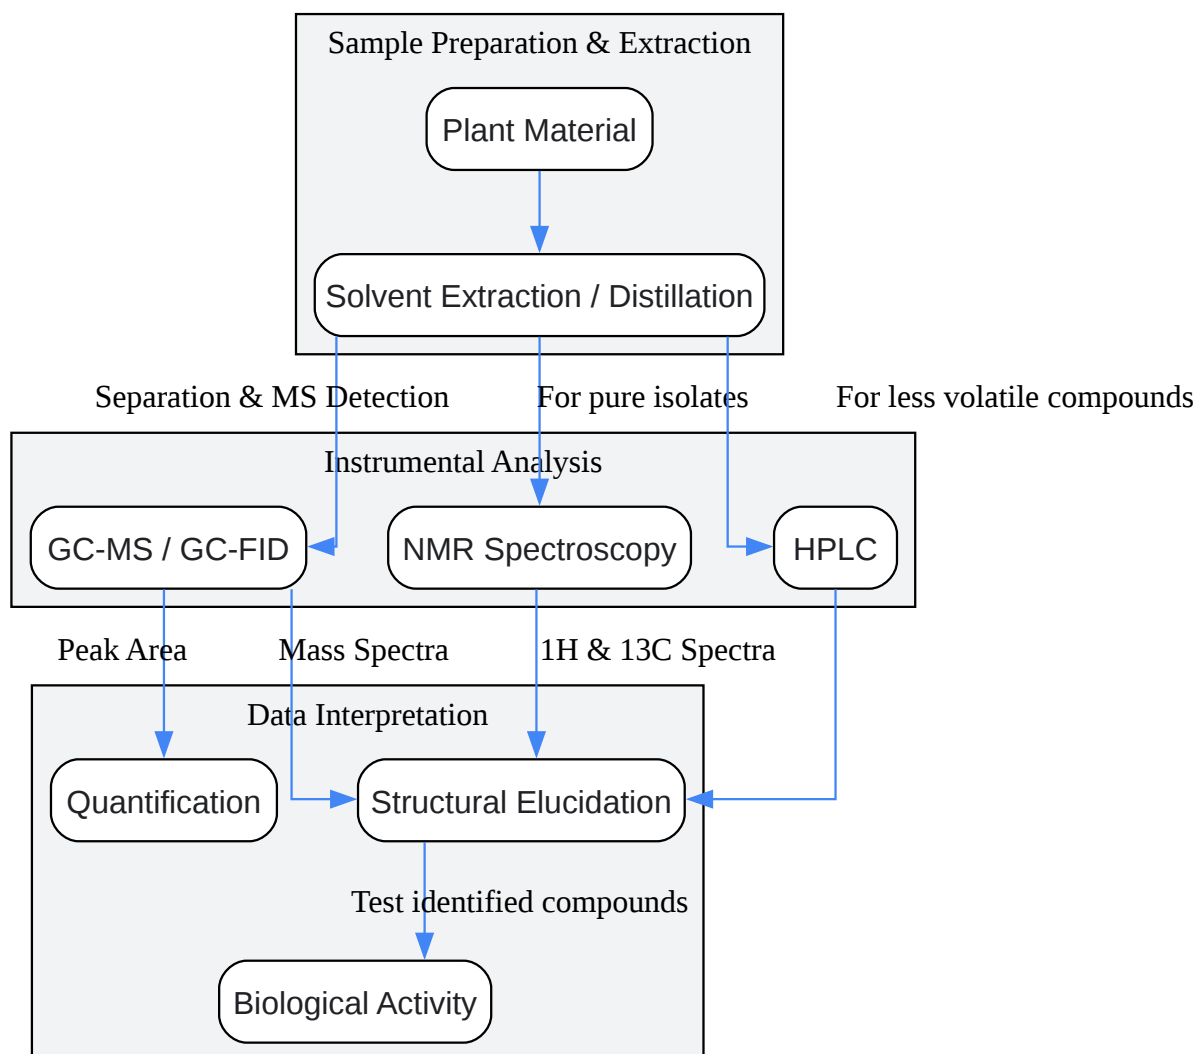 Sample Preparation & Extraction
Plant Material
Solvent Extraction / Distillation
Separation & MS Detection
For pure isolates
For less volatile compounds
Instrumental Analysis
GC-MS / GC-FID
NMR Spectroscopy
HPLC
Peak Area
Mass Spectra
1H & 13C Spectra
Data Interpretation
Quantification
Structural Elucidation
Test identified compounds
Biological Activity